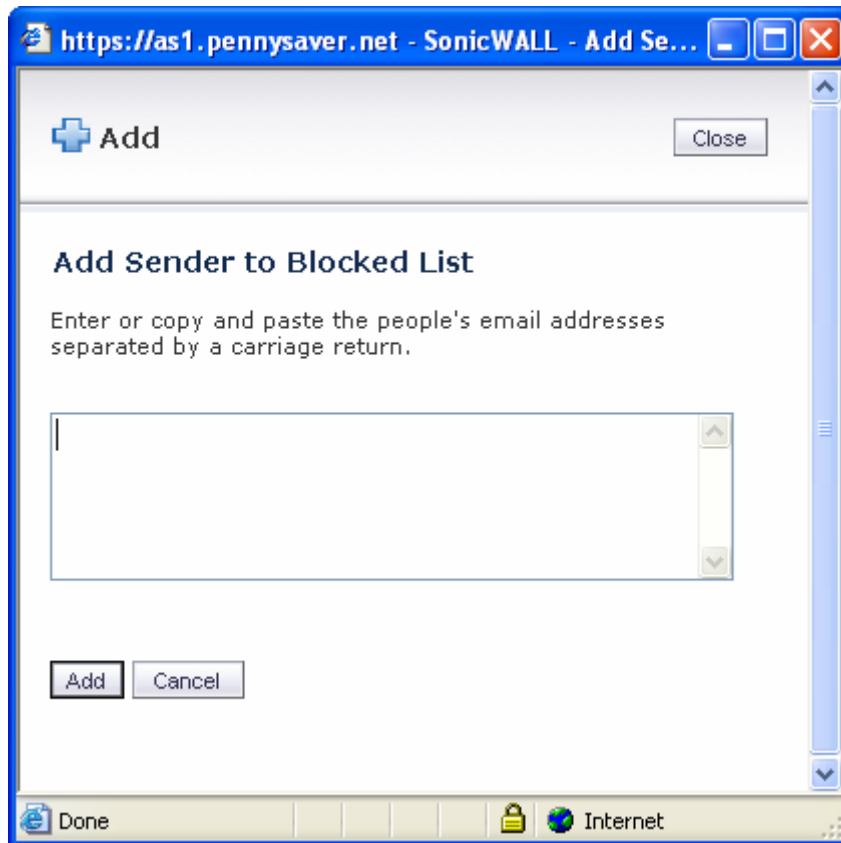 https://as1.pennysaver.net - SonicWALL - Add Se...
Add
Close
Add Sender to Blocked List
Enter or copy and paste the people's email addresses
separated by a carriage return.
Add
Cancel
Done
Internet